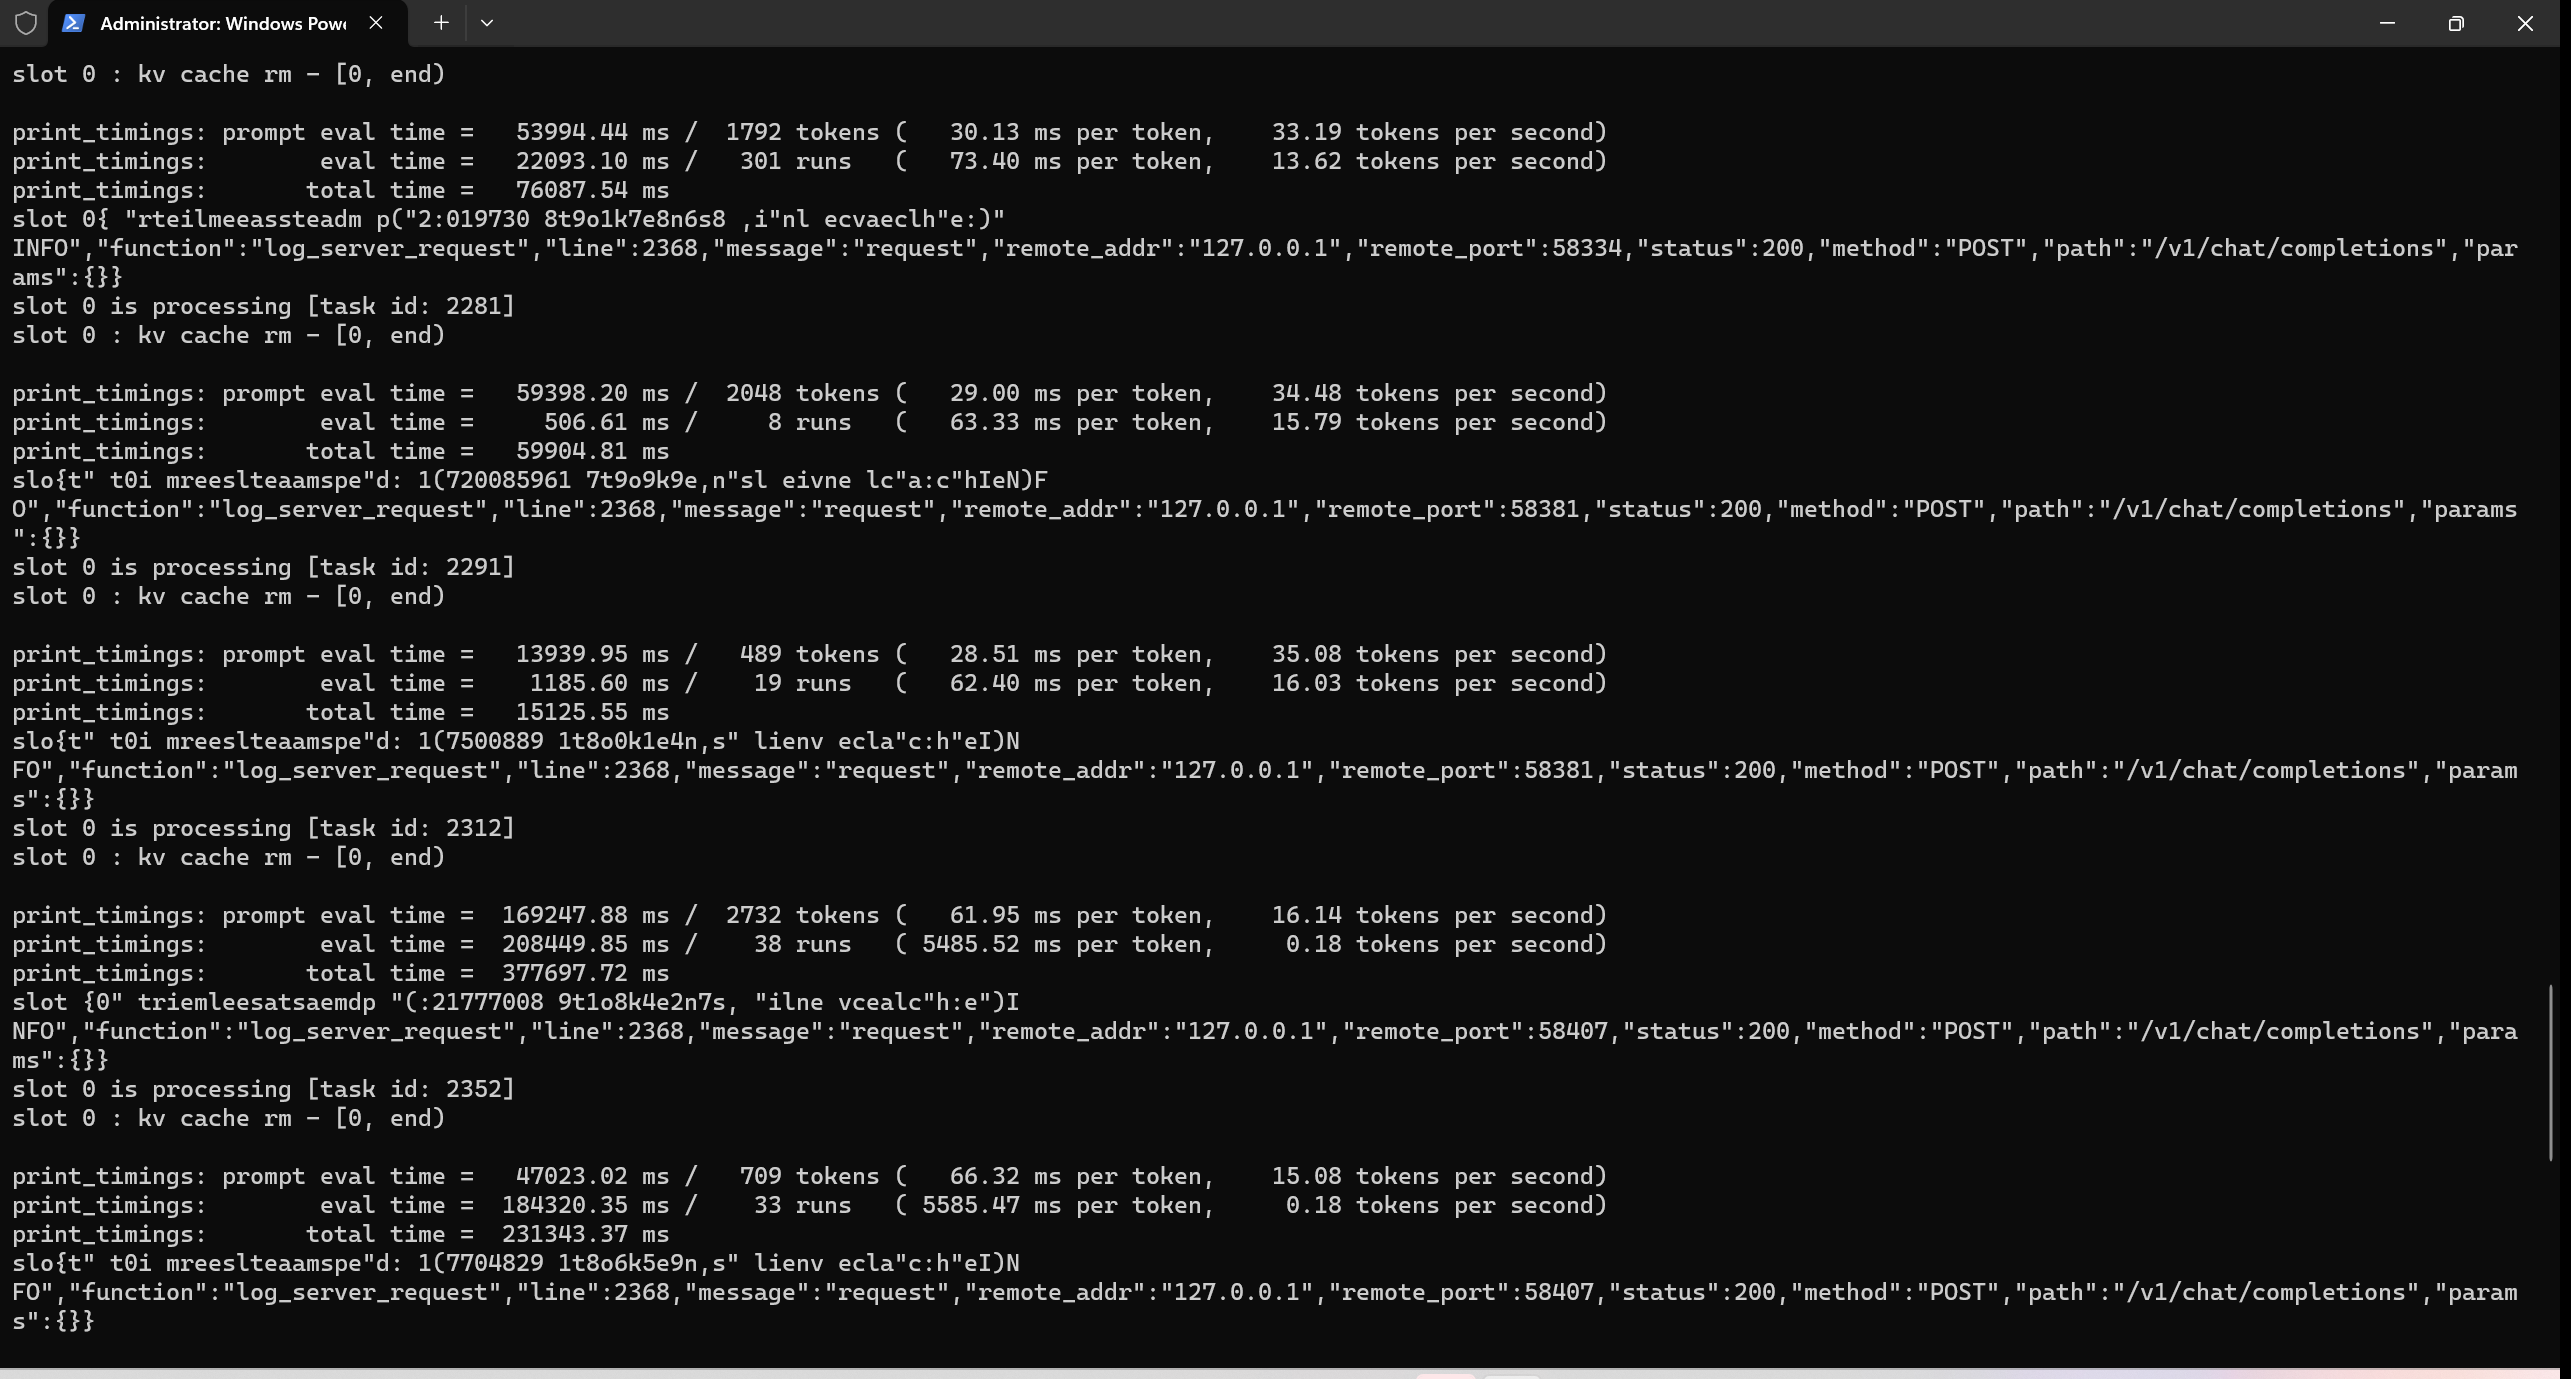 Administrator: Windows Powe
slot 0 : kv cache rm - [0, end)
print_timings: prompt eval time =   53994.44 ms /  1792 tokens (   30.13 ms per token,    33.19 tokens per second)
print_timings:        eval time =   22093.10 ms /   301 runs   (   73.40 ms per token,    13.62 tokens per second)
print_timings:       total time =   76087.54 ms
slot 0{ "rteilmeeassteadm p("2:019730 8t9o1k7e8n6s8 ,i"nl ecvaeclh"e:)"
INFO","function":"log_server_request","line":2368,"message":"request","remote_addr":"127.0.0.1","remote_port":58334,"status":200,"method":"POST","path":"/v1/chat/completions","par
ams":{}}
slot 0 is processing [task id: 2281]
slot 0 : kv cache rm - [0, end)
print_timings: prompt eval time =   59398.20 ms /  2048 tokens (   29.00 ms per token,    34.48 tokens per second)
print_timings:        eval time =     506.61 ms /     8 runs   (   63.33 ms per token,    15.79 tokens per second)
print_timings:       total time =   59904.81 ms
slo{t" t0i mreeslteaamspe"d: 1(720085961 7t9o9k9e,n"sl eivne lc"a:c"hIeN)F
O","function":"log_server_request","line":2368,"message":"request","remote_addr":"127.0.0.1","remote_port":58381,"status":200,"method":"POST","path":"/v1/chat/completions","params
":{}}
slot 0 is processing [task id: 2291]
slot 0 : kv cache rm - [0, end)
print_timings: prompt eval time =   13939.95 ms /   489 tokens (   28.51 ms per token,    35.08 tokens per second)
print_timings:        eval time =    1185.60 ms /    19 runs   (   62.40 ms per token,    16.03 tokens per second)
print_timings:       total time =   15125.55 ms
slo{t" t0i mreeslteaamspe"d: 1(7500889 1t8o0k1e4n,s" lienv ecla"c:h"eI)N
FO","function":"log_server_request","line":2368,"message":"request","remote_addr":"127.0.0.1","remote_port":58381,"status":200,"method":"POST","path":"/v1/chat/completions","param
s":{}}
slot 0 is processing [task id: 2312]
slot 0 : kv cache rm - [0, end)
print_timings: prompt eval time =  169247.88 ms /  2732 tokens (   61.95 ms per token,    16.14 tokens per second)
print_timings:        eval time =  208449.85 ms /    38 runs   ( 5485.52 ms per token,     0.18 tokens per second)
print_timings:       total time =  377697.72 ms
slot {0" triemleesatsaemdp "(:21777008 9t1o8k4e2n7s, "ilne vcealc"h:e")I
NFO","function":"log_server_request","line":2368,"message":"request","remote_addr":"127.0.0.1","remote_port":58407,"status":200,"method":"POST","path":"/v1/chat/completions","para
ms":{}}
slot 0 is processing [task id: 2352]
slot 0 : kv cache rm - [0, end)
print_timings: prompt eval time =   47023.02 ms /   709 tokens (   66.32 ms per token,    15.08 tokens per second)
print_timings:        eval time =  184320.35 ms /    33 runs   ( 5585.47 ms per token,     0.18 tokens per second)
print_timings:       total time =  231343.37 ms
slo{t" t0i mreeslteaamspe"d: 1(7704829 1t8o6k5e9n,s" lienv ecla"c:h"eI)N
FO","function":"log_server_request","line":2368,"message":"request","remote_addr":"127.0.0.1","remote_port":58407,"status":200,"method":"POST","path":"/v1/chat/completions","param
s":{}}